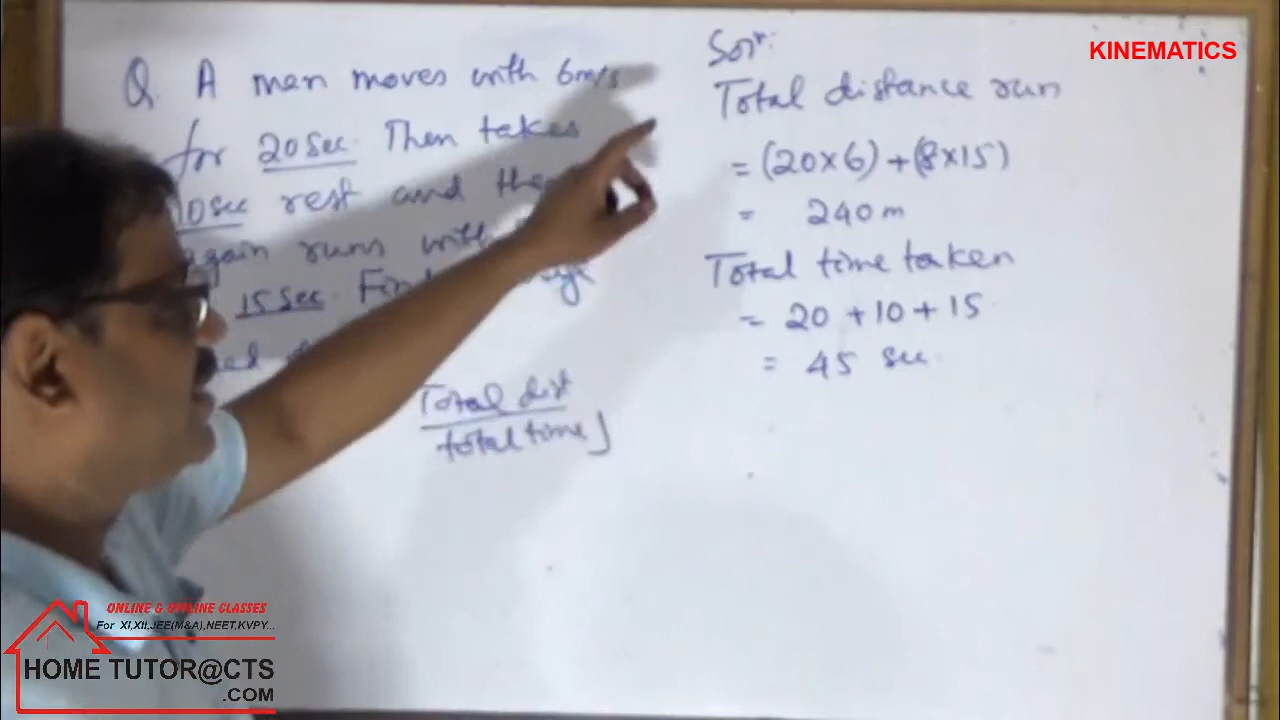 KINEMATICS
Q. A man moves with 6m/s
for 20 Sec. Then takes
10 sec rest and then
again runs with
15 Sec. Find
Total dist
total time
Solⁿ:
Total distance run
= (20×6) + (8×15)
= 240 m
Total time taken
= 20 + 10 + 15
= 45 sec
ONLINE & OFFLINE CLASSES
For XI,XII,JEE(M&A),NEET,KVPY...
HOME TUTOR@CTS
.COM